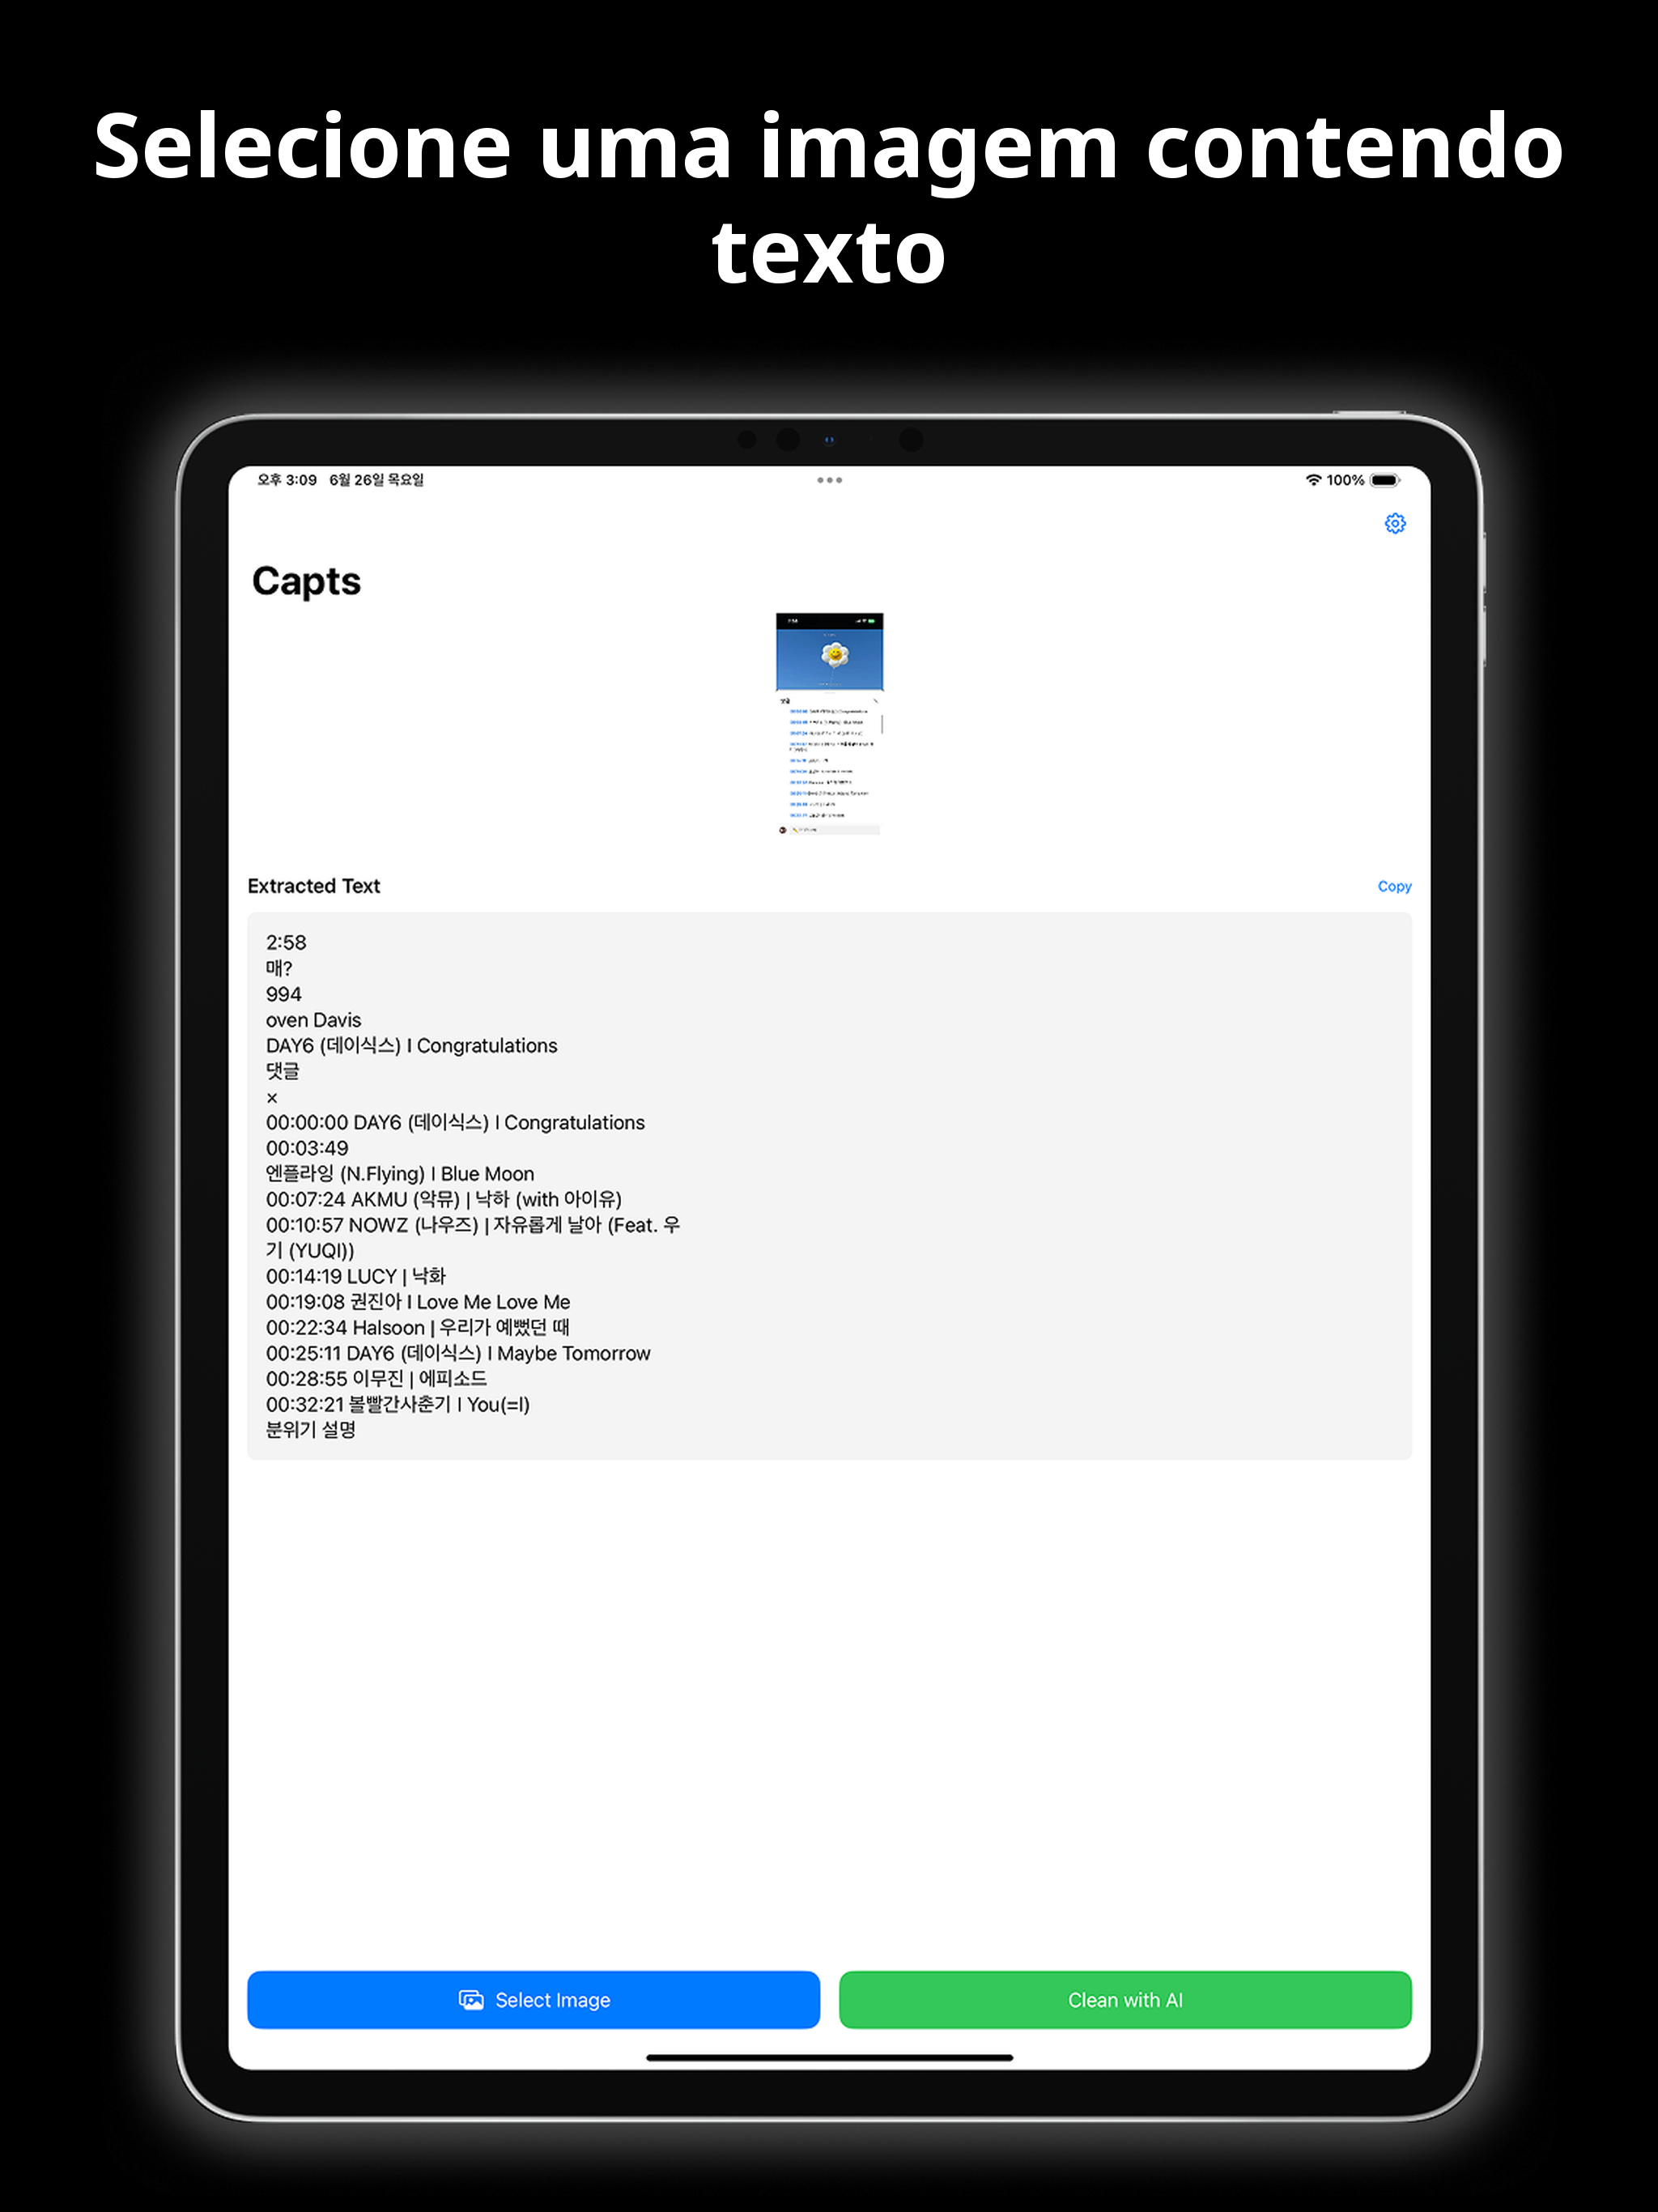 Selecione uma imagem contendo
texto
오후 3:09 6월 26일 목요일
100%
Capts
Extracted Text
Copy
2:58
매?
994
oven Davis
DAY6 (데이식스) I Congratulations
댓글
×
00:00:00 DAY6 (데이식스) I Congratulations
00:03:49
엔플라잉 (N.Flying) I Blue Moon
00:07:24 AKMU (악뮤) | 낙하 (with 아이유)
00:10:57 NOWZ (나우즈) | 자유롭게 날아 (Feat. 우
기 (YUQI))
00:14:19 LUCY | 낙화
00:19:08 권진아 I Love Me Love Me
00:22:34 Halsoon | 우리가 예뻤던 때
00:25:11 DAY6 (데이식스) I Maybe Tomorrow
00:28:55 이무진 | 에피소드
00:32:21 볼빨간사춘기 I You(=I)
분위기 설명
Select Image
Clean with AI